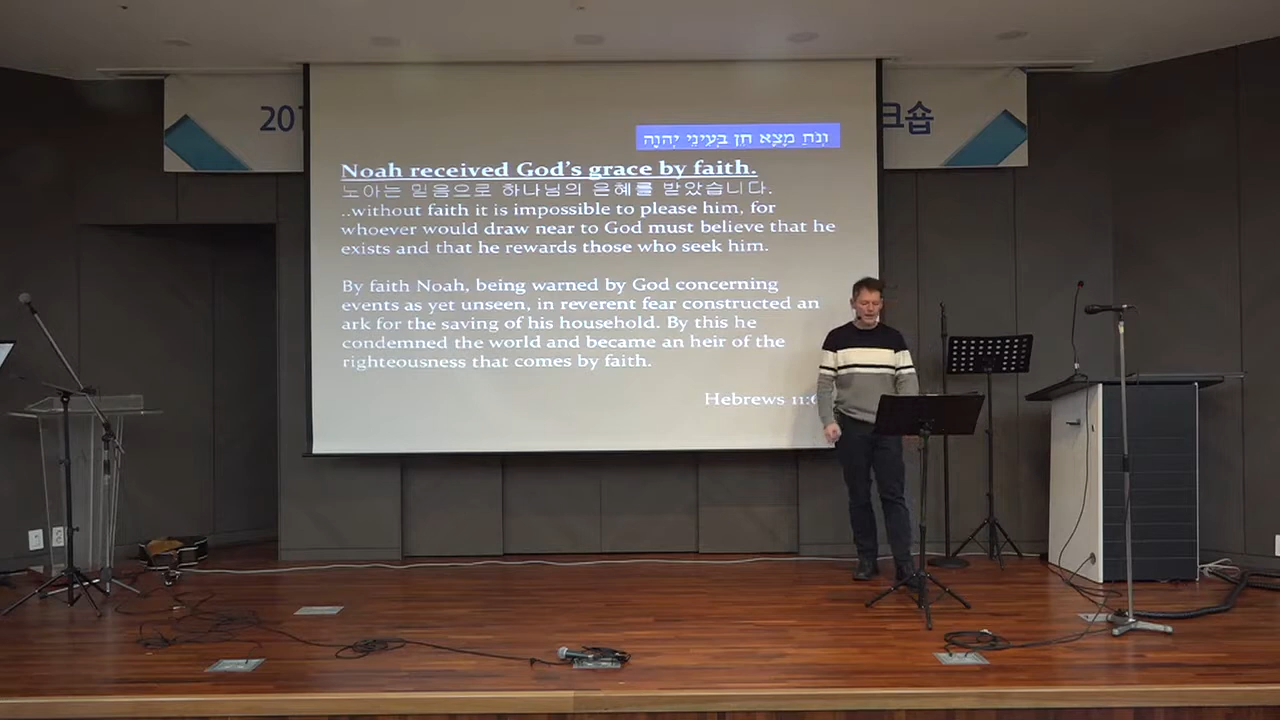 201
크숍
וְנֹחַ מָצָא חֵן בְּעֵינֵי יְהוָה
Noah received God's grace by faith.
노아는 믿음으로 하나님의 은혜를 받았습니다.
..without faith it is impossible to please him, for
whoever would draw near to God must believe that he
exists and that he rewards those who seek him.
By faith Noah, being warned by God concerning
events as yet unseen, in reverent fear constructed an
ark for the saving of his household. By this he
condemned the world and became an heir of the
righteousness that comes by faith.
Hebrews 11:6